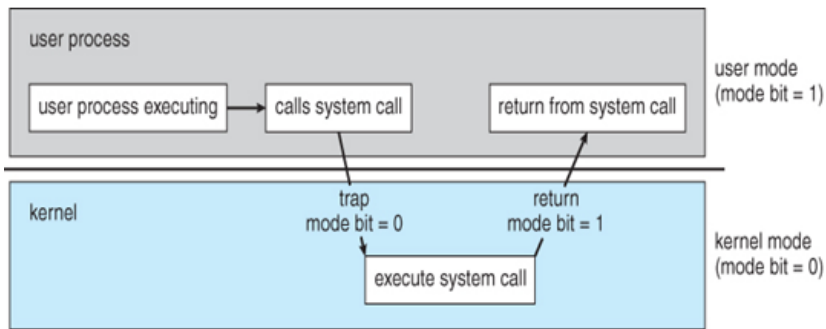 user process
user process executing
calls system call
return from system call
user mode
(mode bit = 1)
kernel
trap
mode bit = 0
return
mode bit = 1
execute system call
kernel mode
(mode bit = 0)